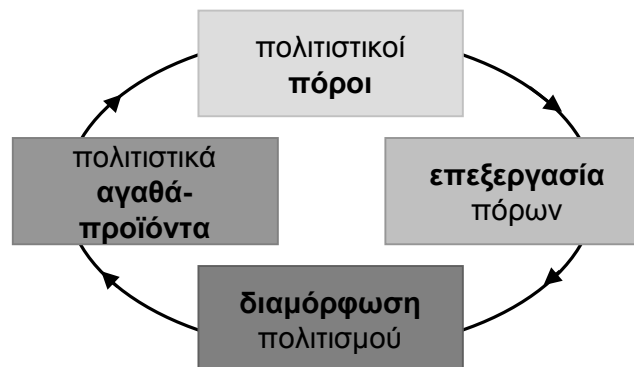 πολιτιστικοί
πόροι
επεξεργασία
πόρων
διαμόρφωση
πολιτισμού
πολιτιστικά
αγαθά-
προϊόντα